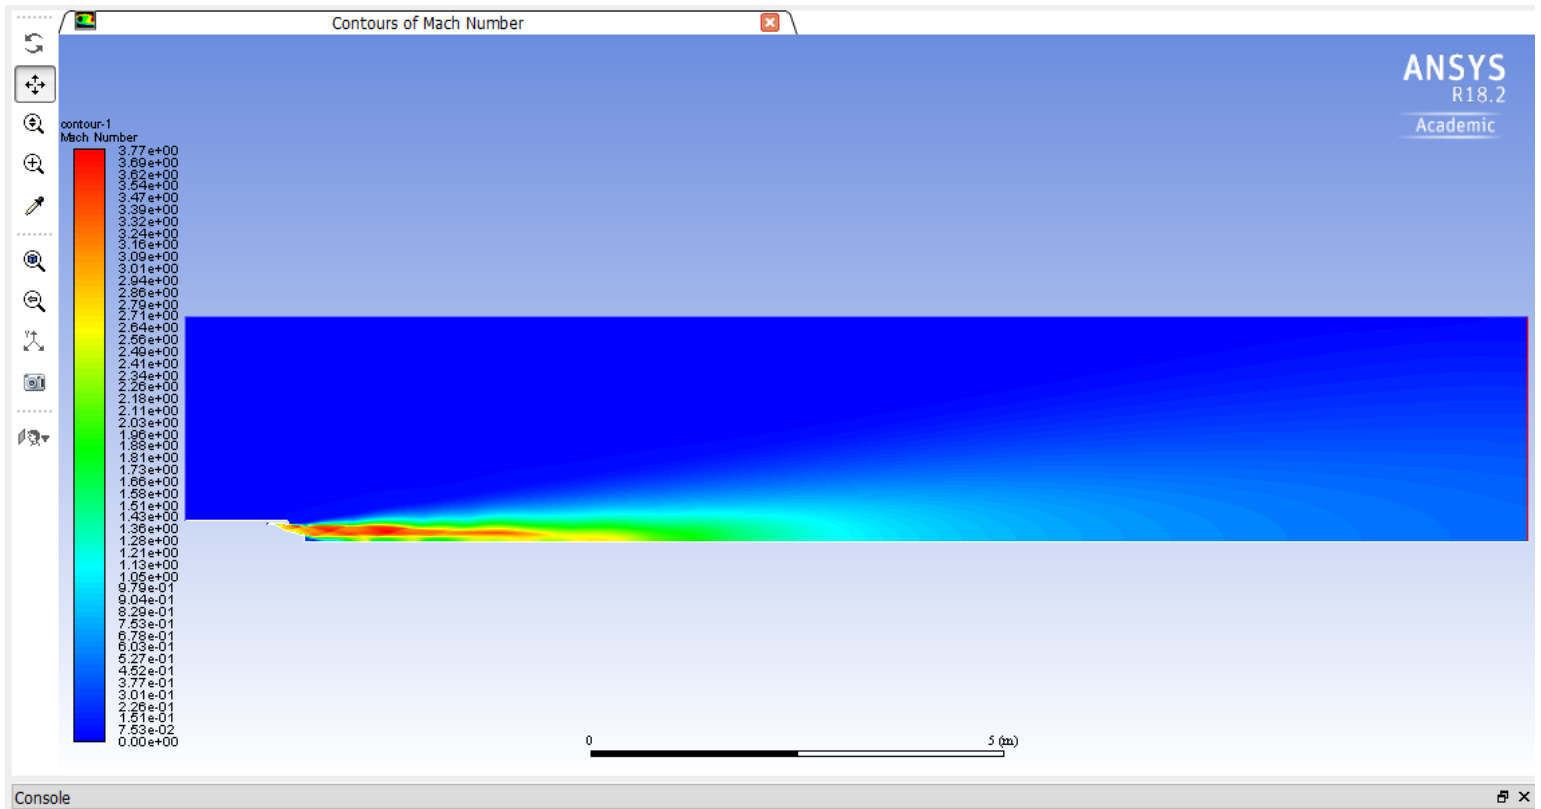 Contours of Mach Number
ANSYS
R18.2
Academic
contour-1
Mach Number
3.77e+00
3.69e+00
3.62e+00
3.54e+00
3.47e+00
3.39e+00
3.32e+00
3.24e+00
3.16e+00
3.09e+00
3.01e+00
2.94e+00
2.86e+00
2.79e+00
2.71e+00
2.64e+00
2.56e+00
2.49e+00
2.41e+00
2.34e+00
2.26e+00
2.18e+00
2.11e+00
2.03e+00
1.96e+00
1.88e+00
1.81e+00
1.73e+00
1.66e+00
1.58e+00
1.51e+00
1.43e+00
1.36e+00
1.28e+00
1.21e+00
1.13e+00
1.05e+00
9.79e-01
9.04e-01
8.29e-01
7.53e-01
6.78e-01
6.03e-01
5.27e-01
4.52e-01
3.77e-01
3.01e-01
2.26e-01
1.51e-01
7.53e-02
0.00e+00
0 5 (m)
Console